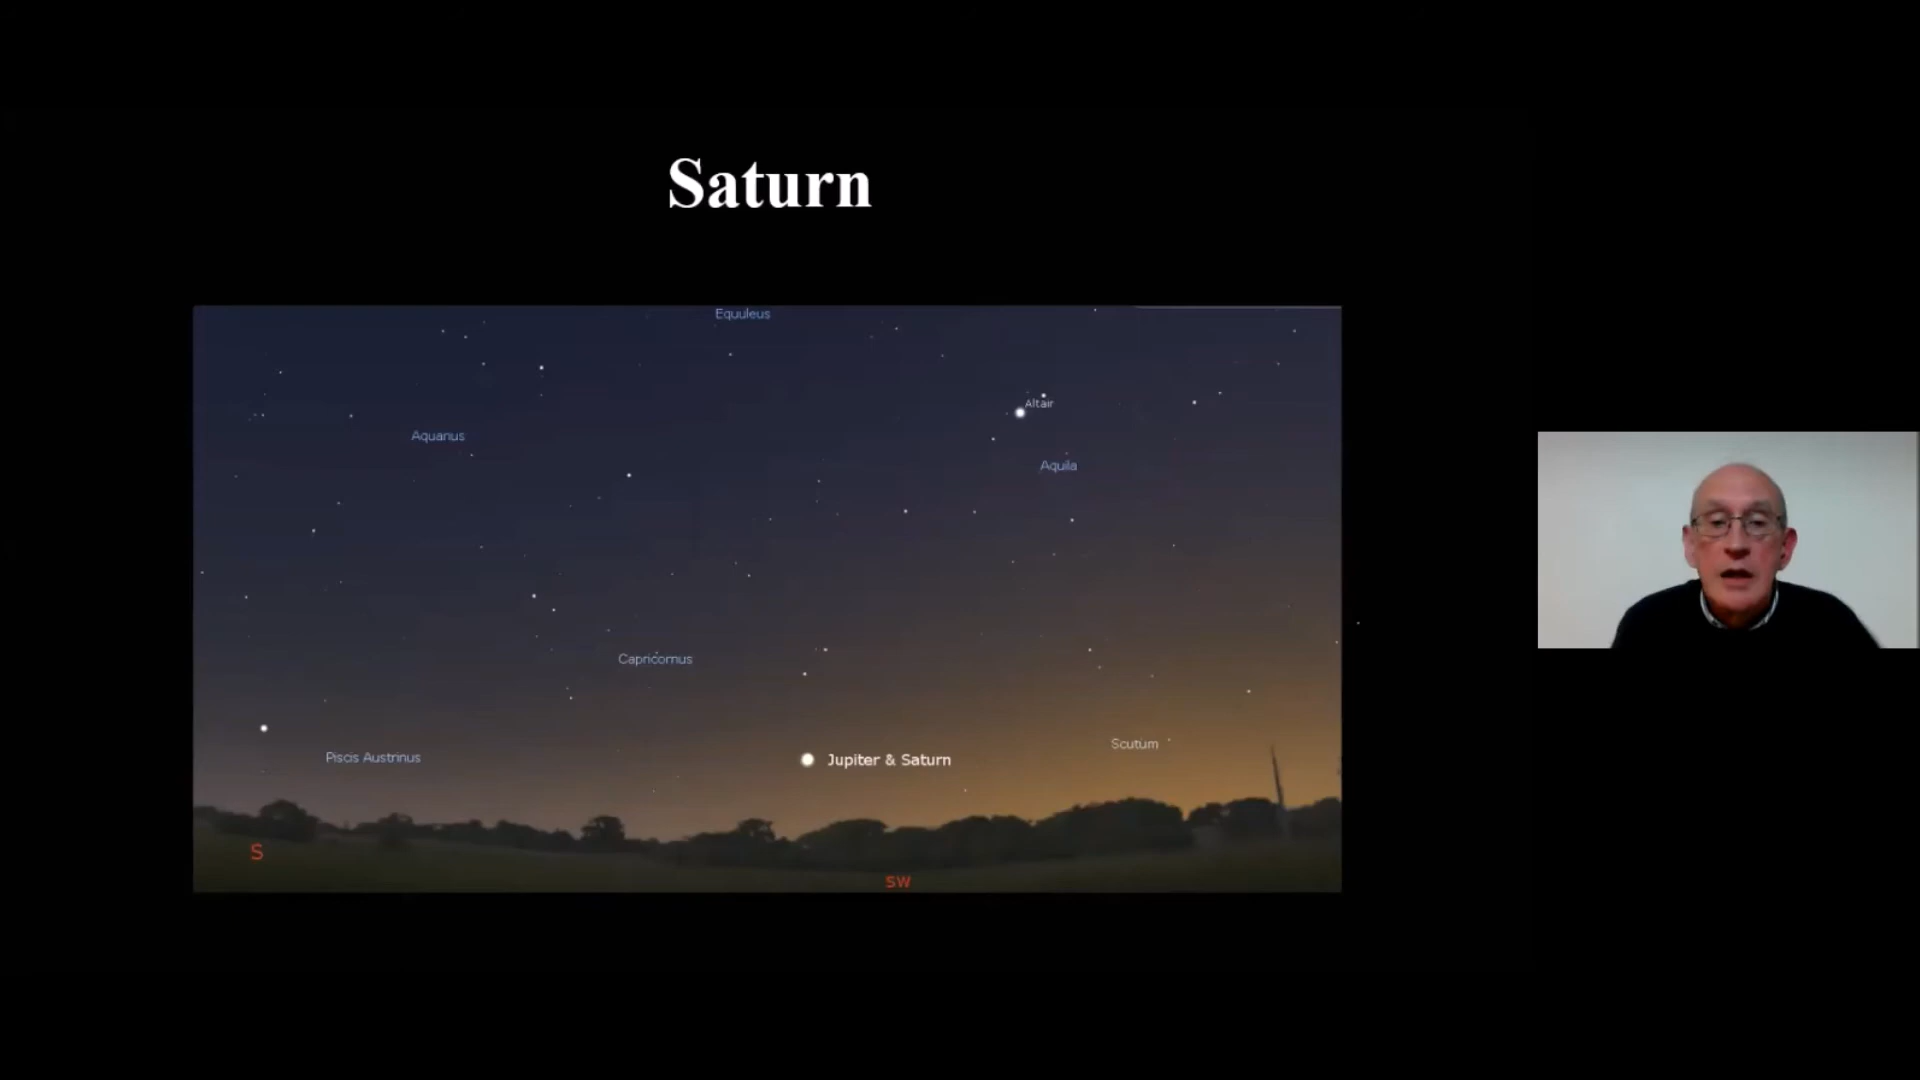 Saturn
Equuleus
Altair
Aquarius
Aquila
Capricornus
Scutum
Piscis Austrinus
Jupiter & Saturn
S
SW